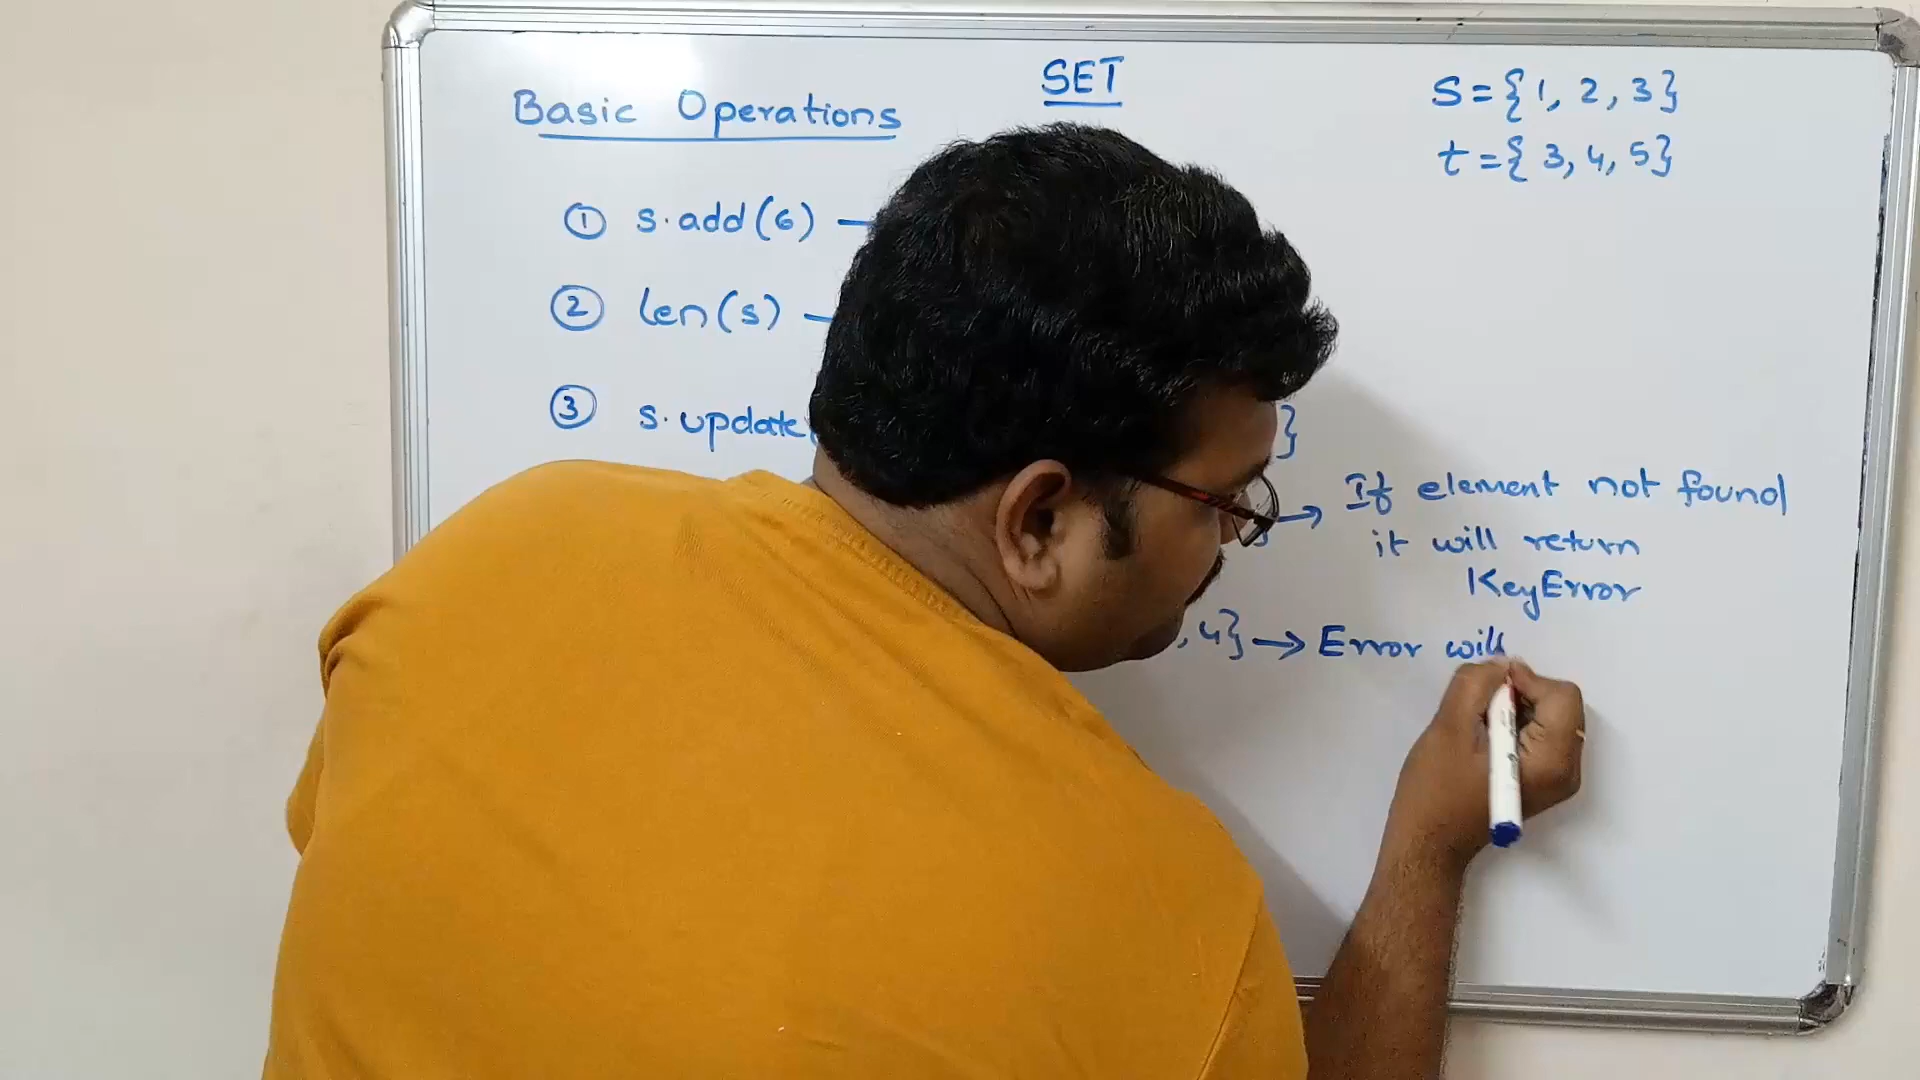 SET
Basic Operations
S = {1, 2, 3}
t = {3, 4, 5}
① s.add(6) —
② len(s) —
③ s.update( }
→ If element not found
it will return
KeyError
, 4} → Error will